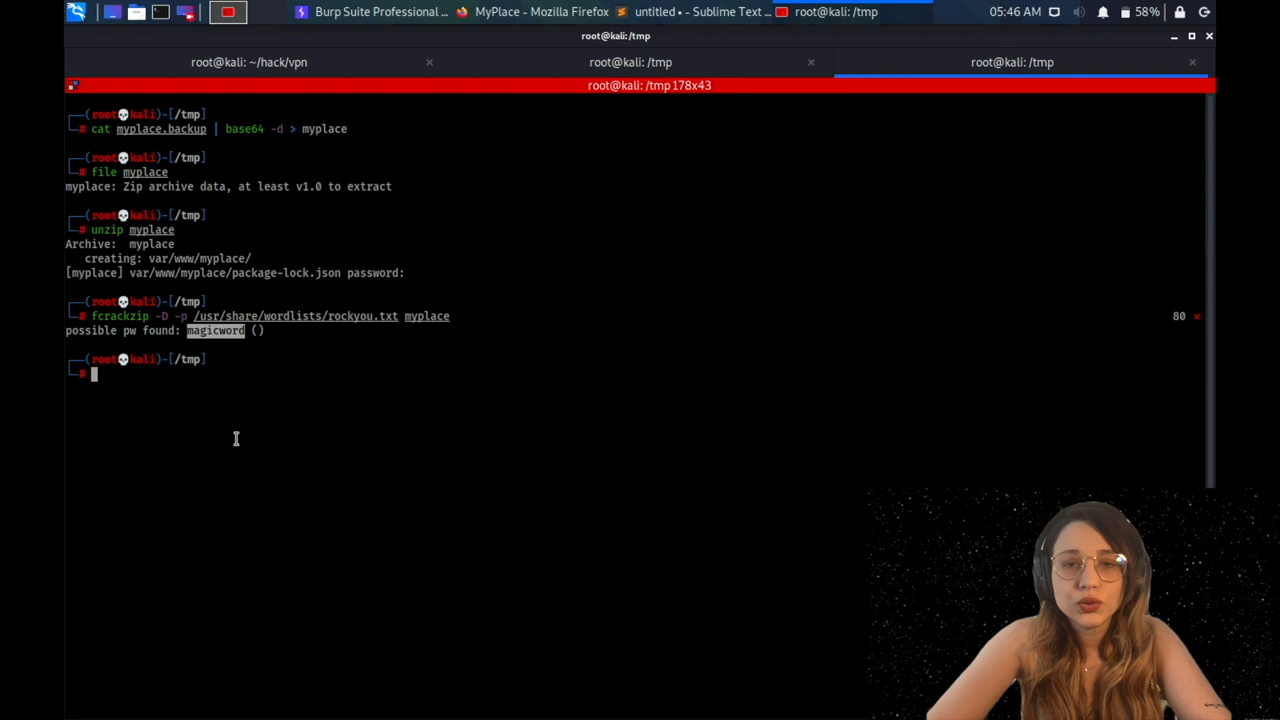 Burp Suite Professional ... MyPlace - Mozilla Firefox untitled • - Sublime Text ... root@kali: /tmp 05:46 AM 58%
root@kali: /tmp
root@kali: ~/hack/vpn root@kali: /tmp root@kali: /tmp
root@kali: /tmp 178x43
┌──(root💀kali)-[/tmp]
└─# cat myplace.backup | base64 -d > myplace
┌──(root💀kali)-[/tmp]
└─# file myplace
myplace: Zip archive data, at least v1.0 to extract
┌──(root💀kali)-[/tmp]
└─# unzip myplace
Archive:  myplace
   creating: var/www/myplace/
[myplace] var/www/myplace/package-lock.json password:
┌──(root💀kali)-[/tmp]
└─# fcrackzip -D -p /usr/share/wordlists/rockyou.txt myplace 80 ⨯
possible pw found: magicword ()
┌──(root💀kali)-[/tmp]
└─#